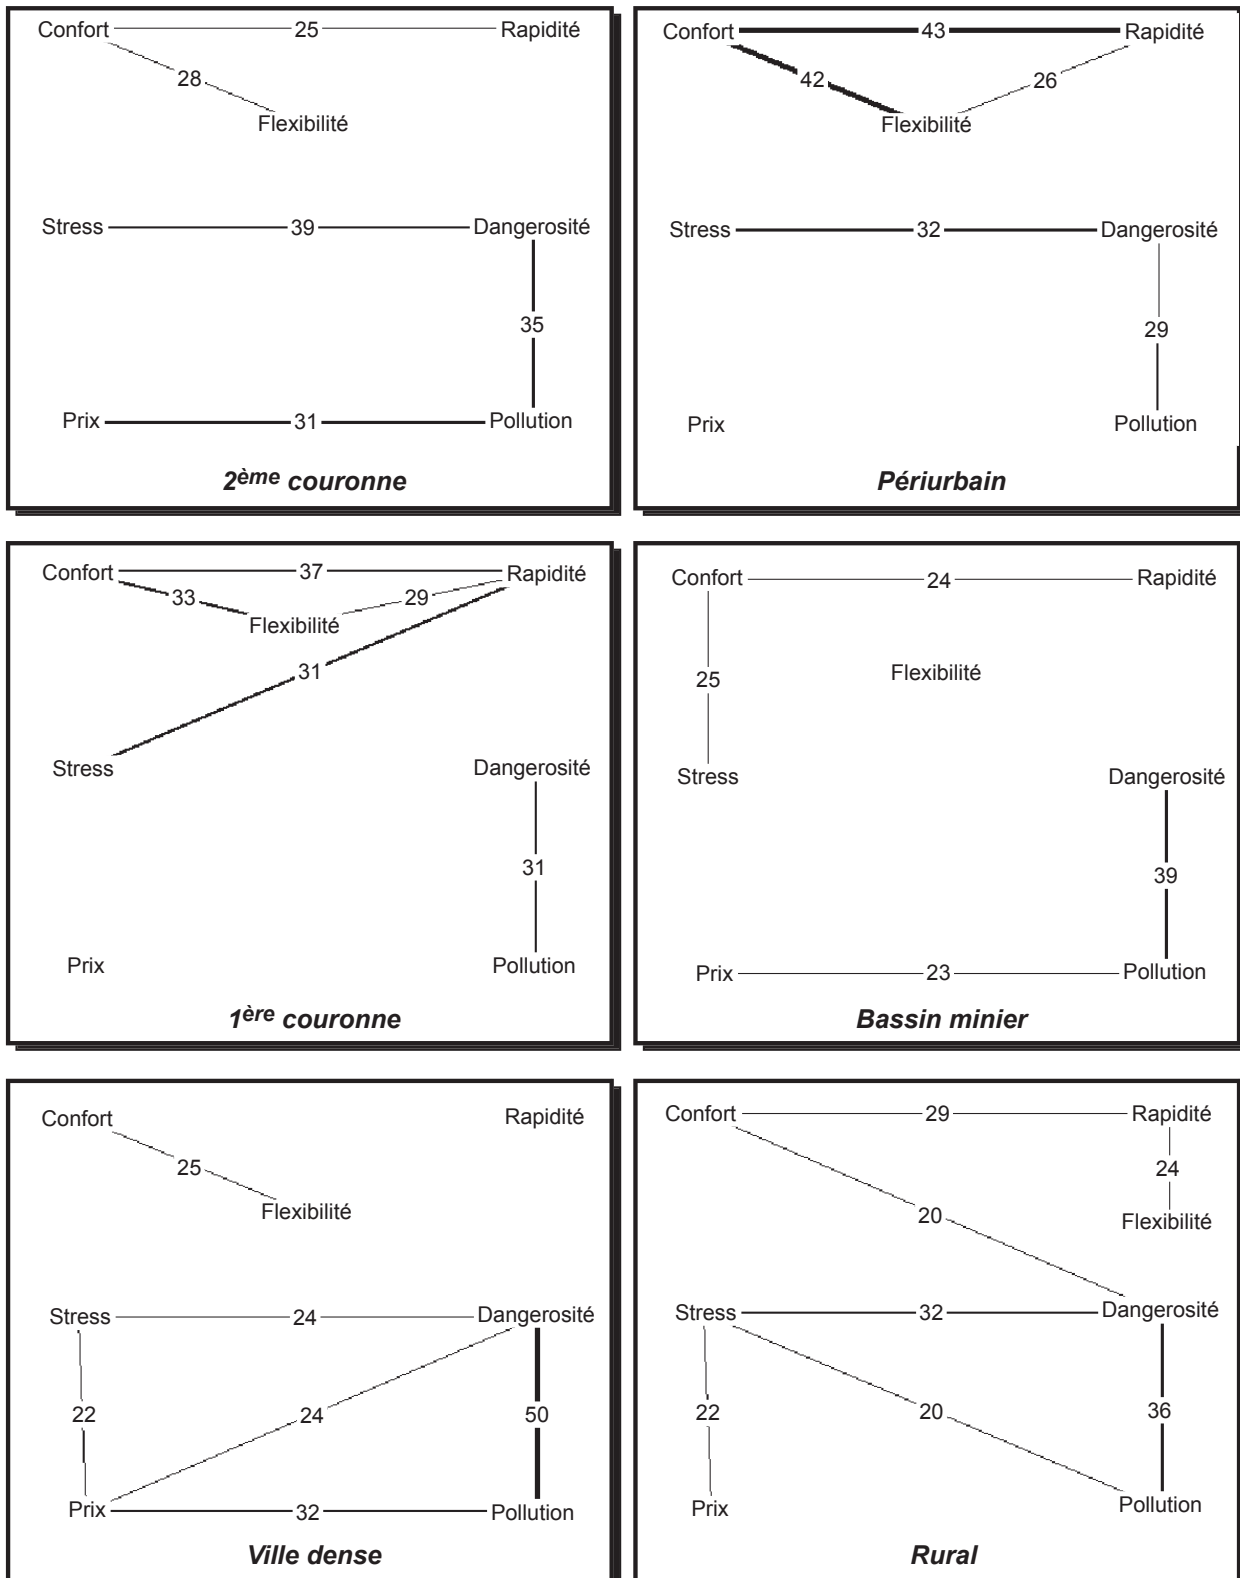 Confort 25 Rapidité
28
Flexibilité
Stress 39 Dangerosité
35
Prix 31 Pollution
2ème couronne
Confort 43 Rapidité
42 26
Flexibilité
Stress 32 Dangerosité
29
Prix Pollution
Périurbain
Confort 37 Rapidité
33 29
Flexibilité
31
Stress Dangerosité
31
Prix Pollution
1ère couronne
Confort 24 Rapidité
25 Flexibilité
Stress Dangerosité
39
Prix 23 Pollution
Bassin minier
Confort Rapidité
25
Flexibilité
Stress 24 Dangerosité
22 24 50
Prix 32 Pollution
Ville dense
Confort 29 Rapidité
24
20 Flexibilité
Stress 32 Dangerosité
22 20 36
Prix Pollution
Rural